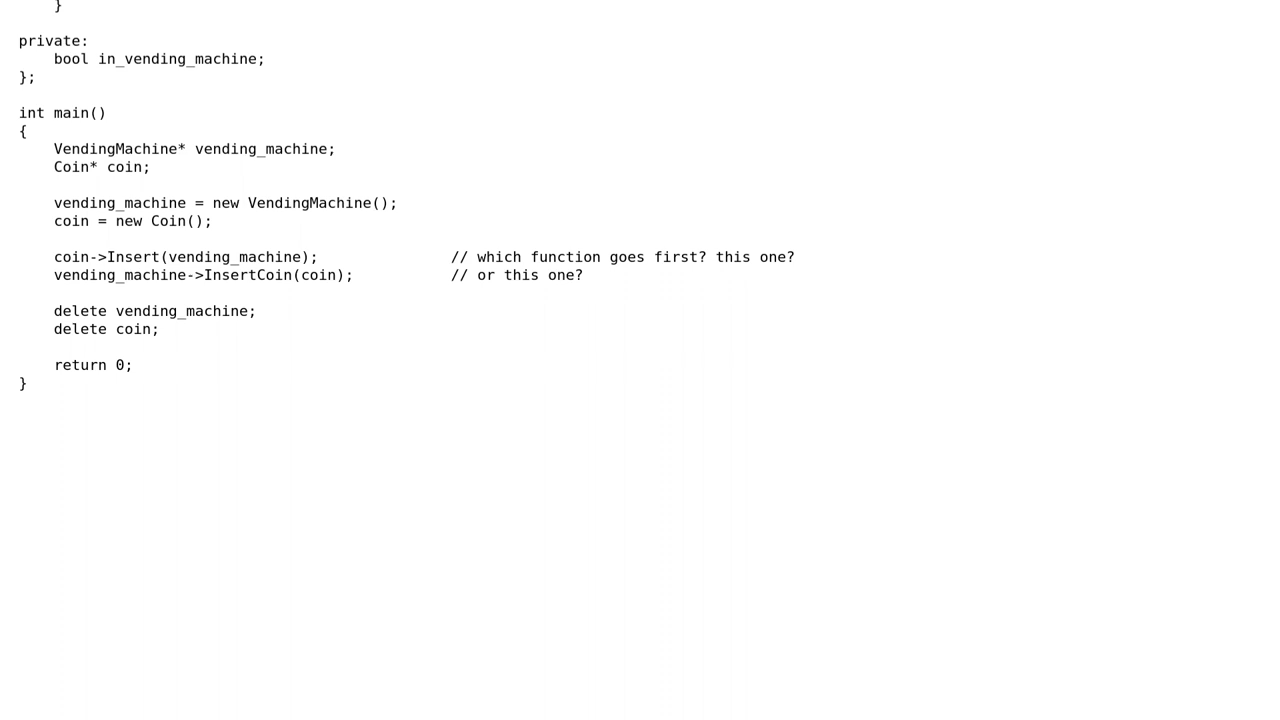 }

private:
    bool in_vending_machine;
};

int main()
{
    VendingMachine* vending_machine;
    Coin* coin;

    vending_machine = new VendingMachine();
    coin = new Coin();

    coin->Insert(vending_machine);               // which function goes first? this one?
    vending_machine->InsertCoin(coin);           // or this one?

    delete vending_machine;
    delete coin;

    return 0;
}